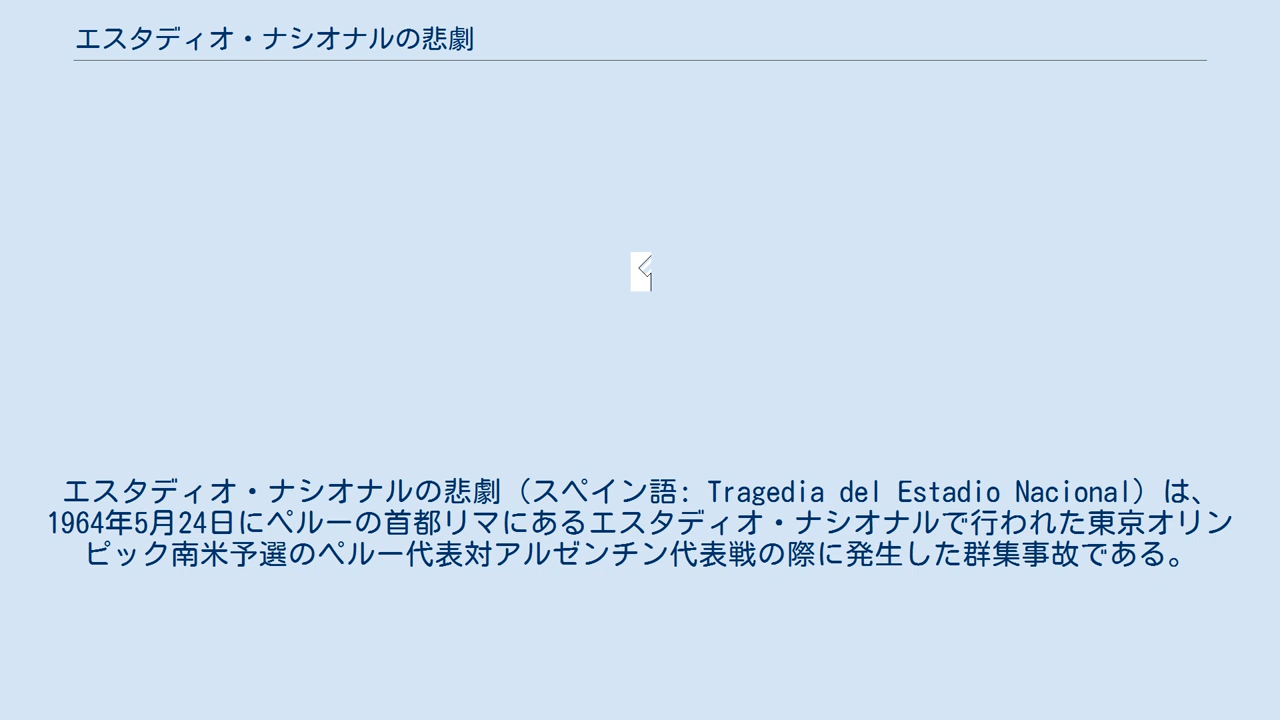 エスタディオ・ナシオナルの悲劇
エスタディオ・ナシオナルの悲劇（スペイン語: Tragedia del Estadio Nacional）は、
1964年5月24日にペルーの首都リマにあるエスタディオ・ナシオナルで行われた東京オリン
ピック南米予選のペルー代表対アルゼンチン代表戦の際に発生した群集事故である。